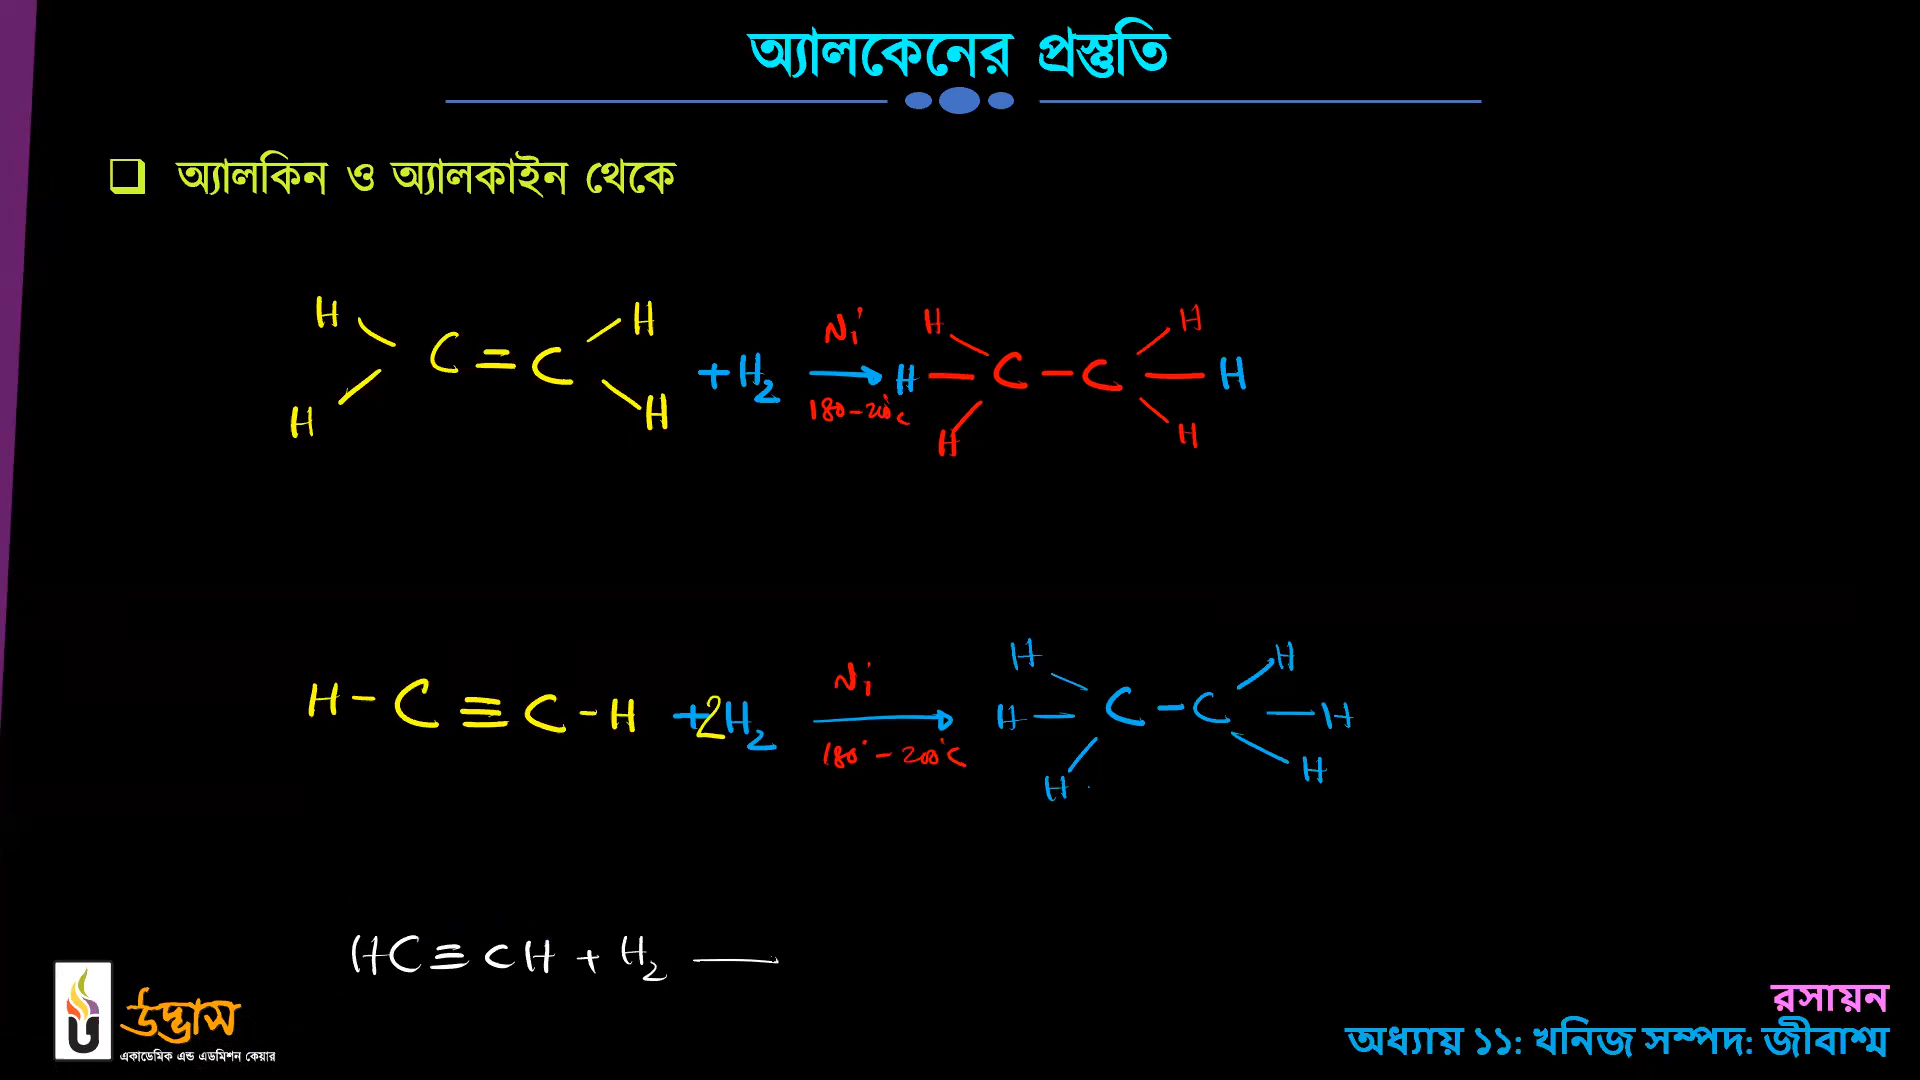 অ্যালকেনের প্রস্তুতি
❑ অ্যালকিন ও অ্যালকাইন থেকে
H H Ni H H
C = C + H2 → H – C – C – H
H H 180–200°C H H
Ni H H
H – C ≡ C – H + 2H2 → H – C – C – H
180°–200°C H H
HC ≡ CH + H2 —
উদ্ভাস
একাডেমিক এন্ড এডমিশন কেয়ার
রসায়ন
অধ্যায় ১১: খনিজ সম্পদ: জীবাশ্ম